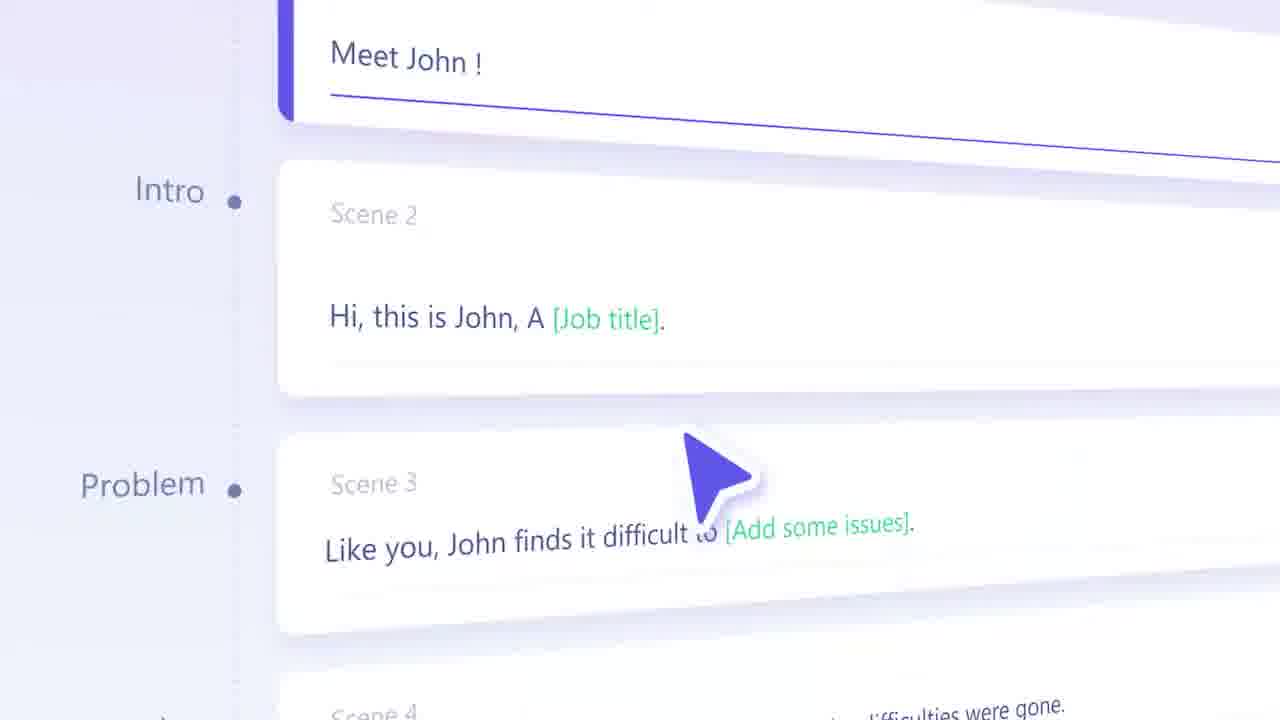 Meet John !
Intro
Scene 2
Hi, this is John, A [Job title].
Problem
Scene 3
Like you, John finds it difficult to [Add some issues].
Scene 4
difficulties were gone.